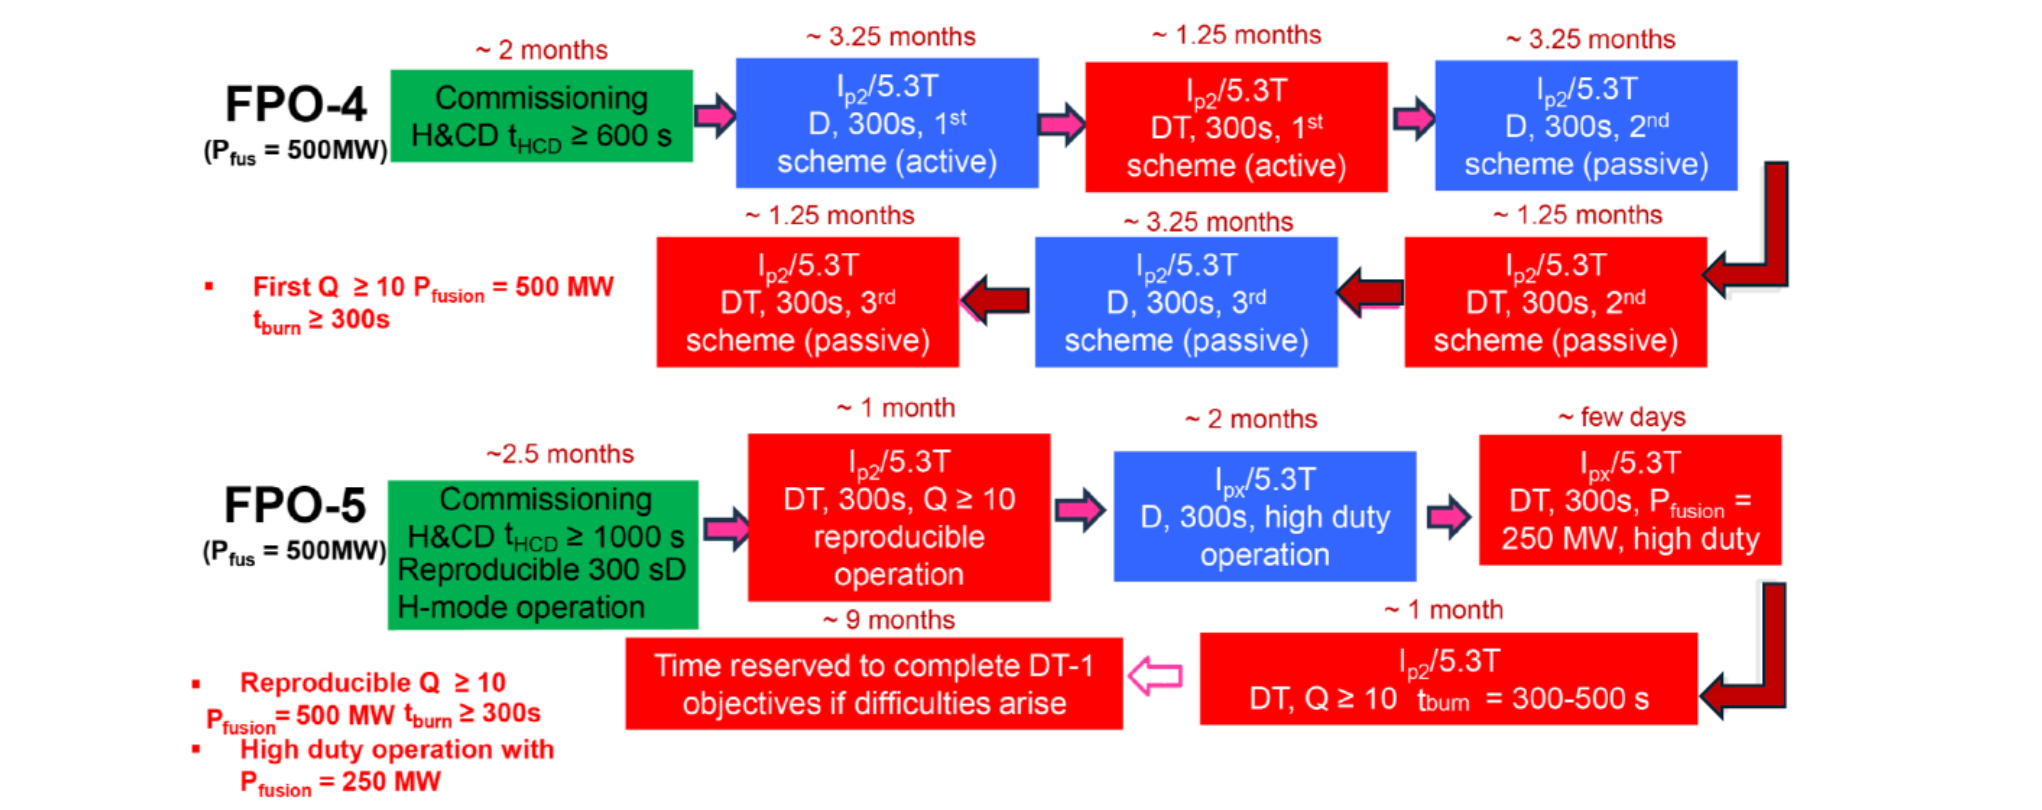 FPO-4
(Pfus = 500MW)
~ 2 months
Commissioning
H&CD tHCD ≥ 600 s
~ 3.25 months
Ip2/5.3T
D, 300s, 1st
scheme (active)
~ 1.25 months
Ip2/5.3T
DT, 300s, 1st
scheme (active)
~ 3.25 months
Ip2/5.3T
D, 300s, 2nd
scheme (passive)
~ 1.25 months
Ip2/5.3T
DT, 300s, 2nd
scheme (passive)
~ 3.25 months
Ip2/5.3T
D, 300s, 3rd
scheme (passive)
~ 1.25 months
Ip2/5.3T
DT, 300s, 3rd
scheme (passive)
▪ First Q ≥ 10 Pfusion = 500 MW
tburn ≥ 300s
FPO-5
(Pfus = 500MW)
~2.5 months
Commissioning
H&CD tHCD ≥ 1000 s
Reproducible 300 sD
H-mode operation
~ 1 month
Ip2/5.3T
DT, 300s, Q ≥ 10
reproducible
operation
~ 2 months
Ipx/5.3T
D, 300s, high duty
operation
~ few days
Ipx/5.3T
DT, 300s, Pfusion =
250 MW, high duty
~ 1 month
Ip2/5.3T
DT, Q ≥ 10 tburn = 300-500 s
~ 9 months
Time reserved to complete DT-1
objectives if difficulties arise
▪ Reproducible Q ≥ 10
Pfusion= 500 MW tburn ≥ 300s
▪ High duty operation with
Pfusion = 250 MW